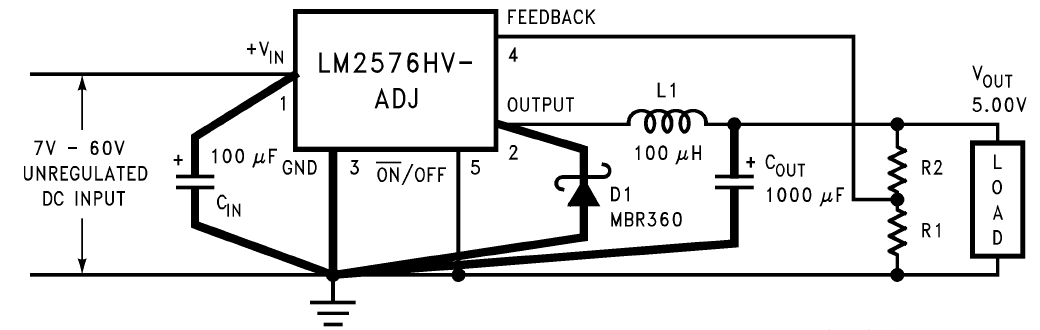 FEEDBACK
+VIN
LM2576HV-
ADJ
4
VOUT
5.00V
1
OUTPUT
L1
2
100 μH
7V - 60V
UNREGULATED
DC INPUT
+
100 μF
CIN
GND
3
ON/OFF
5
D1
MBR360
+
COUT
1000 μF
R2
R1
LOAD